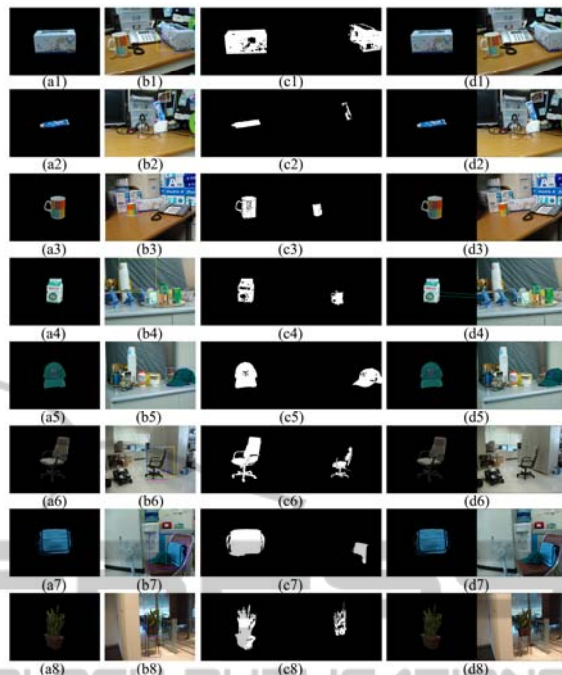 (a1) (b1) (c1) (d1)
(a2) (b2) (c2) (d2)
(a3) (b3) (c3) (d3)
(a4) (b4) (c4) (d4)
(a5) (b5) (c5) (d5)
(a6) (b6) (c6) (d6)
(a7) (b7) (c7) (d7)
(a8) (b8) (c8) (d8)